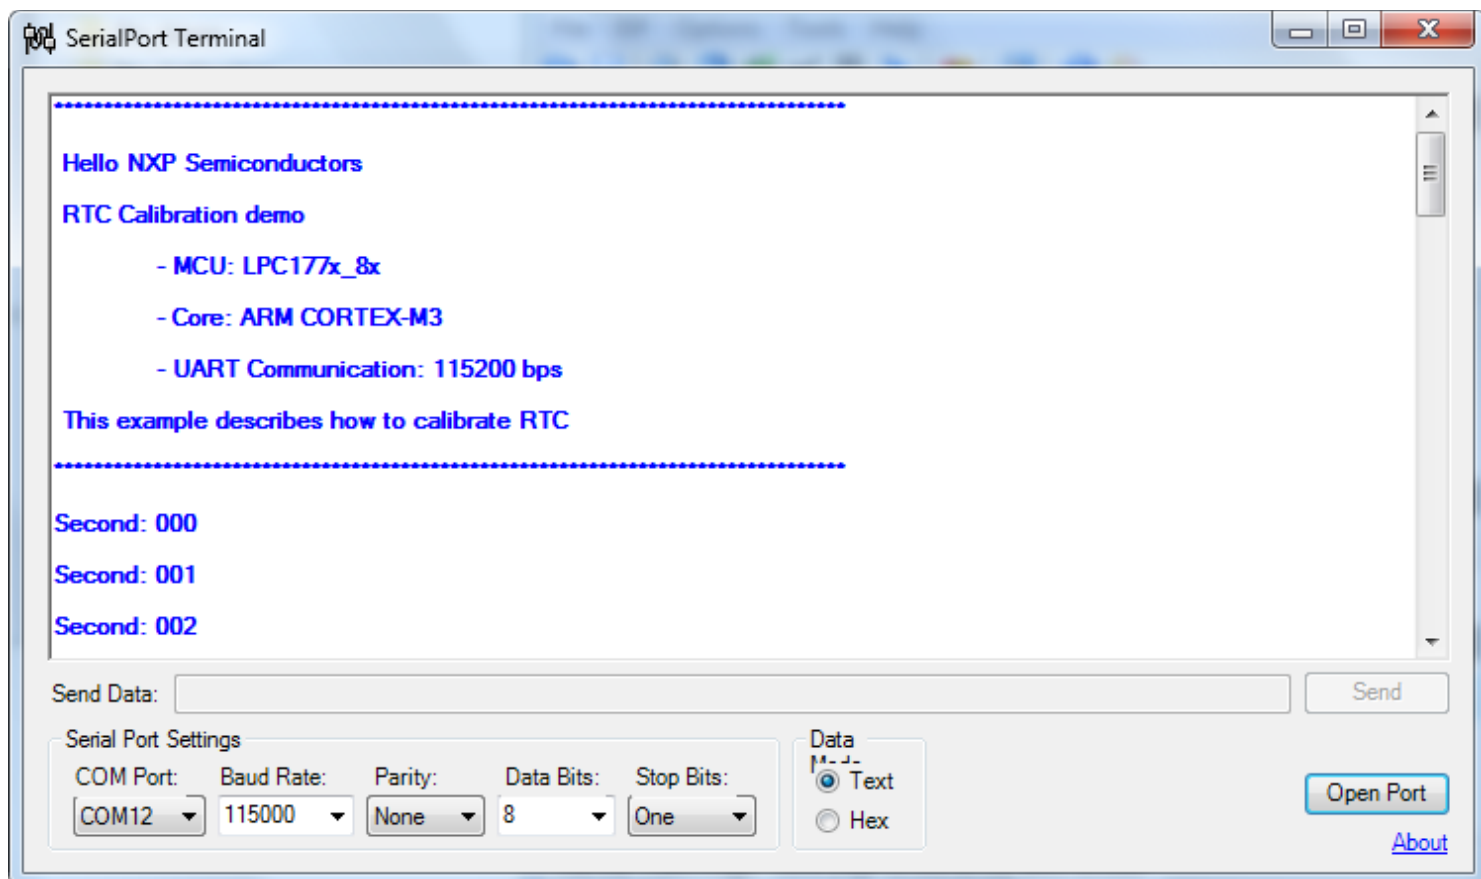 SerialPort Terminal
********************************************************************************
Hello NXP Semiconductors
RTC Calibration demo
- MCU: LPC177x_8x
- Core: ARM CORTEX-M3
- UART Communication: 115200 bps
This example describes how to calibrate RTC
********************************************************************************
Second: 000
Second: 001
Second: 002
Send Data:
Send
Serial Port Settings
COM Port: Baud Rate: Parity: Data Bits: Stop Bits:
COM12 115000 None 8 One
Data
Text
Hex
Open Port
About